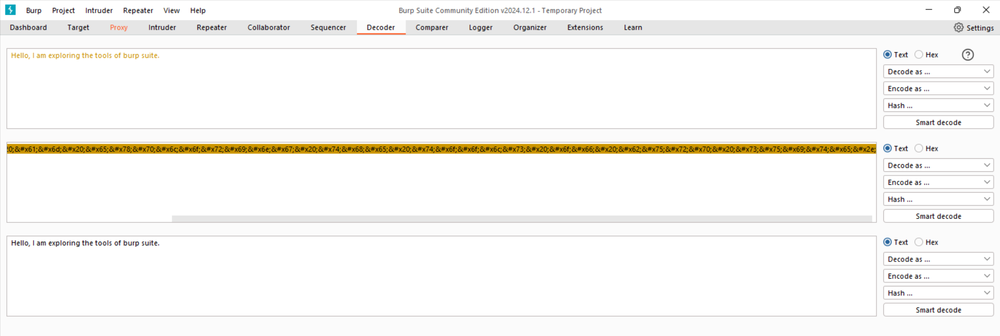 Burp Project Intruder Repeater View Help Burp Suite Community Edition v2024.12.1 - Temporary Project
Dashboard Target Proxy Intruder Repeater Collaborator Sequencer Decoder Comparer Logger Organizer Extensions Learn Settings
Hello, I am exploring the tools of burp suite.
Text Hex ?
Decode as ...
Encode as ...
Hash ...
Smart decode
20;&#x61;&#x6d;&#x20;&#x65;&#x78;&#x70;&#x6c;&#x6f;&#x72;&#x69;&#x6e;&#x67;&#x20;&#x74;&#x68;&#x65;&#x20;&#x74;&#x6f;&#x6f;&#x6c;&#x73;&#x20;&#x6f;&#x66;&#x20;&#x62;&#x75;&#x72;&#x70;&#x20;&#x73;&#x75;&#x69;&#x74;&#x65;&#x2e;
Text Hex
Decode as ...
Encode as ...
Hash ...
Smart decode
Hello, I am exploring the tools of burp suite.
Text Hex
Decode as ...
Encode as ...
Hash ...
Smart decode